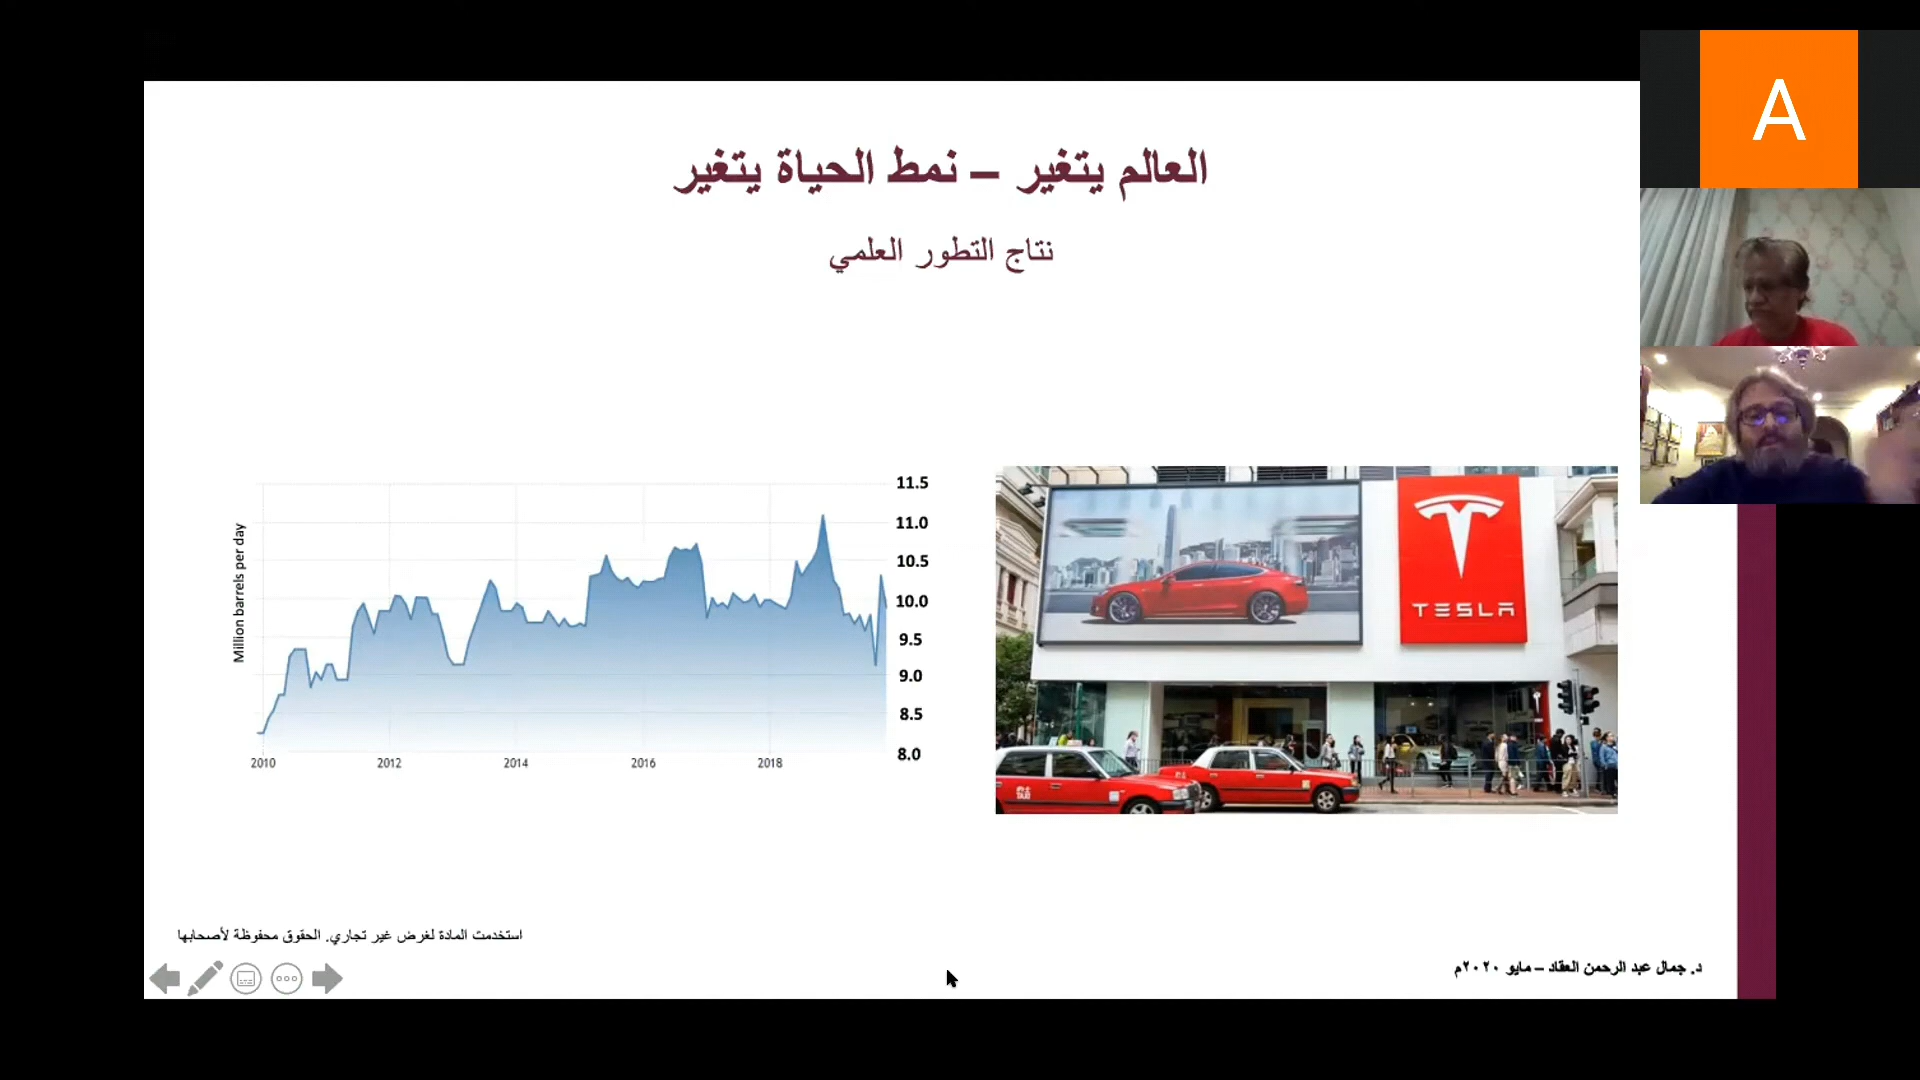 A
العالم يتغير – نمط الحياة يتغير
نتاج التطور العلمي
Million barrels per day
11.5
11.0
10.5
10.0
9.5
9.0
8.5
8.0
2010 2012 2014 2016 2018
TESLA
TAXI
استخدمت المادة لغرض غير تجاري. الحقوق محفوظة لأصحابها
د. جمال عبد الرحمن العقاد – مايو ٢٠٢٠م